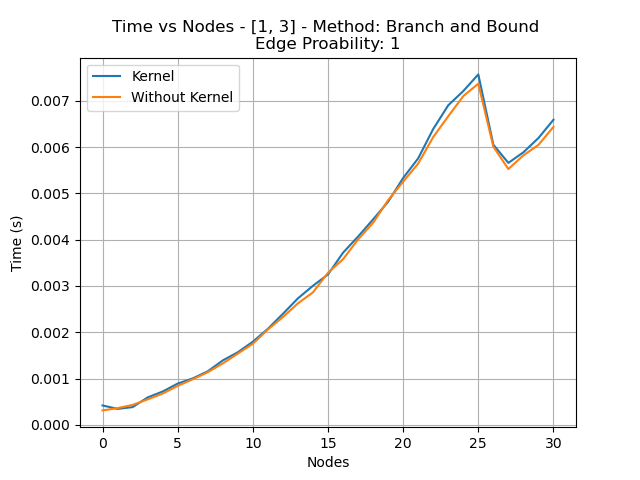 Time vs Nodes - [1, 3] - Method: Branch and Bound
Edge Proability: 1
Kernel
Without Kernel
Time (s)
0.007
0.006
0.005
0.004
0.003
0.002
0.001
0.000
0 5 10 15 20 25 30
Nodes